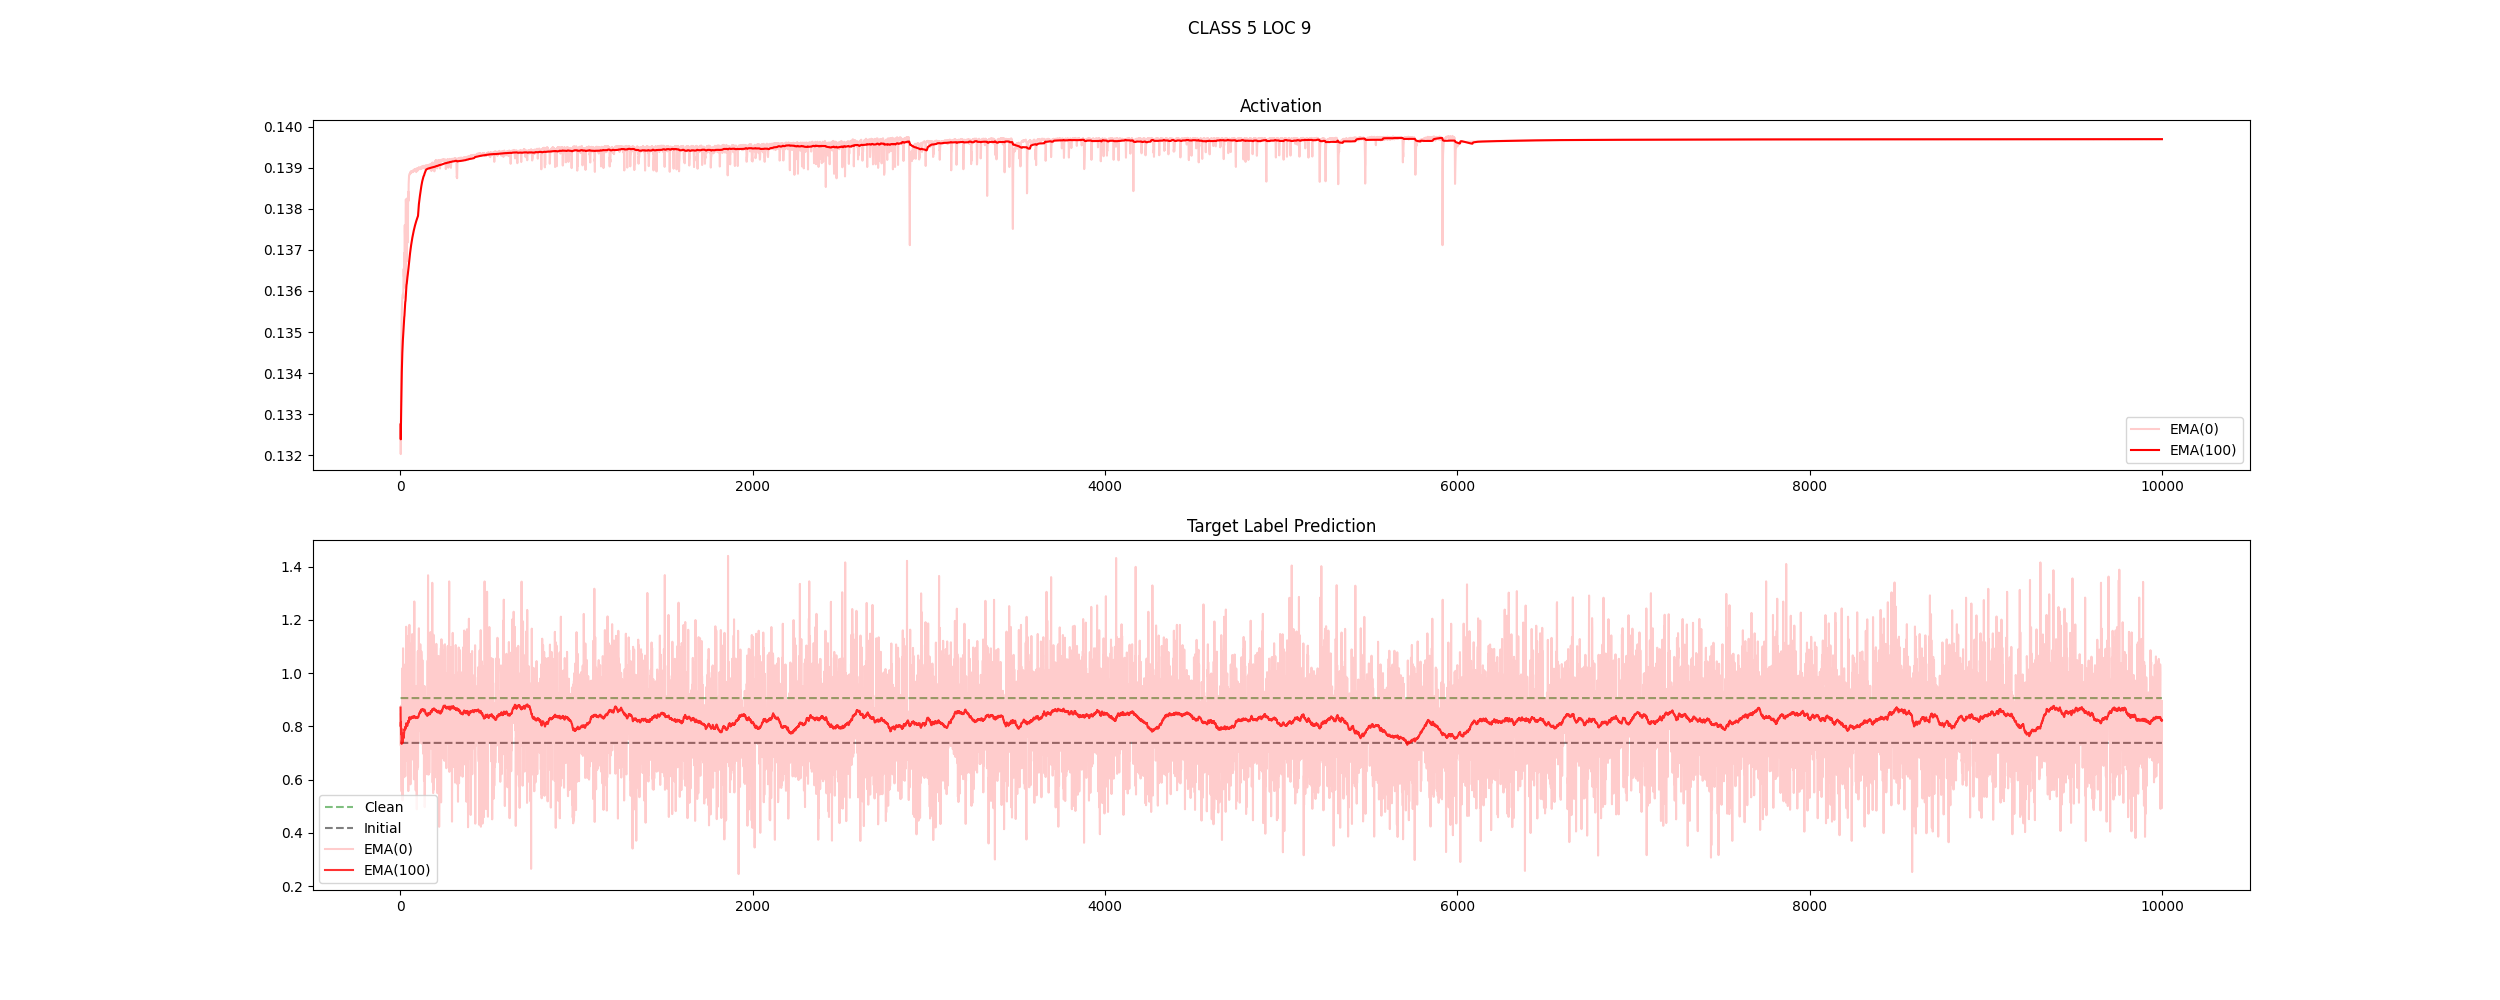 CLASS 5 LOC 9
Activation
0.140
0.139
0.138
0.137
0.136
0.135
0.134
0.133
0.132
EMA(0)
EMA(100)
0 2000 4000 6000 8000 10000
Target Label Prediction
1.4
1.2
1.0
0.8
0.6
0.4
0.2
Clean
Initial
EMA(0)
EMA(100)
0 2000 4000 6000 8000 10000